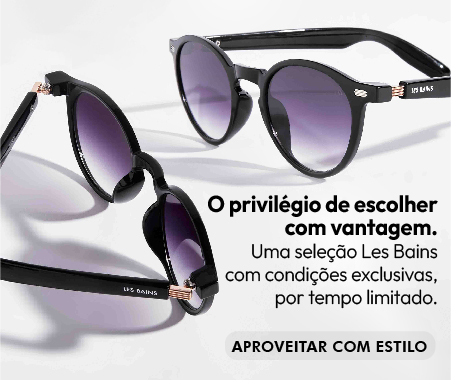 LES BAINS
LES BAINS
O privilégio de escolher
com vantagem.
Uma seleção Les Bains
com condições exclusivas,
por tempo limitado.
APROVEITAR COM ESTILO